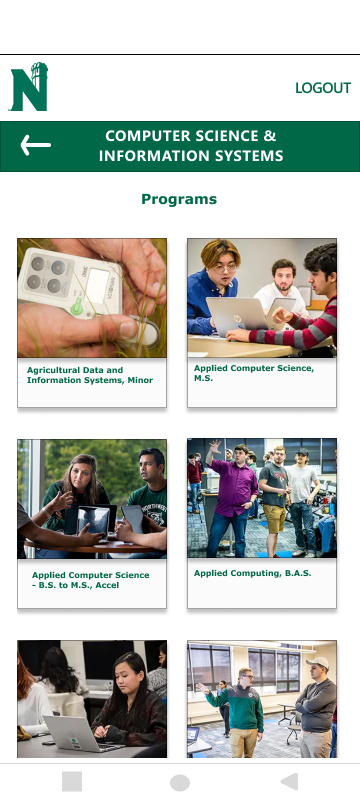 N
LOGOUT
COMPUTER SCIENCE &
INFORMATION SYSTEMS
Programs
Agricultural Data and
Information Systems, Minor
Applied Computer Science,
M.S.
NORTHWEST
Applied Computer Science
- B.S. to M.S., Accel
Applied Computing, B.A.S.